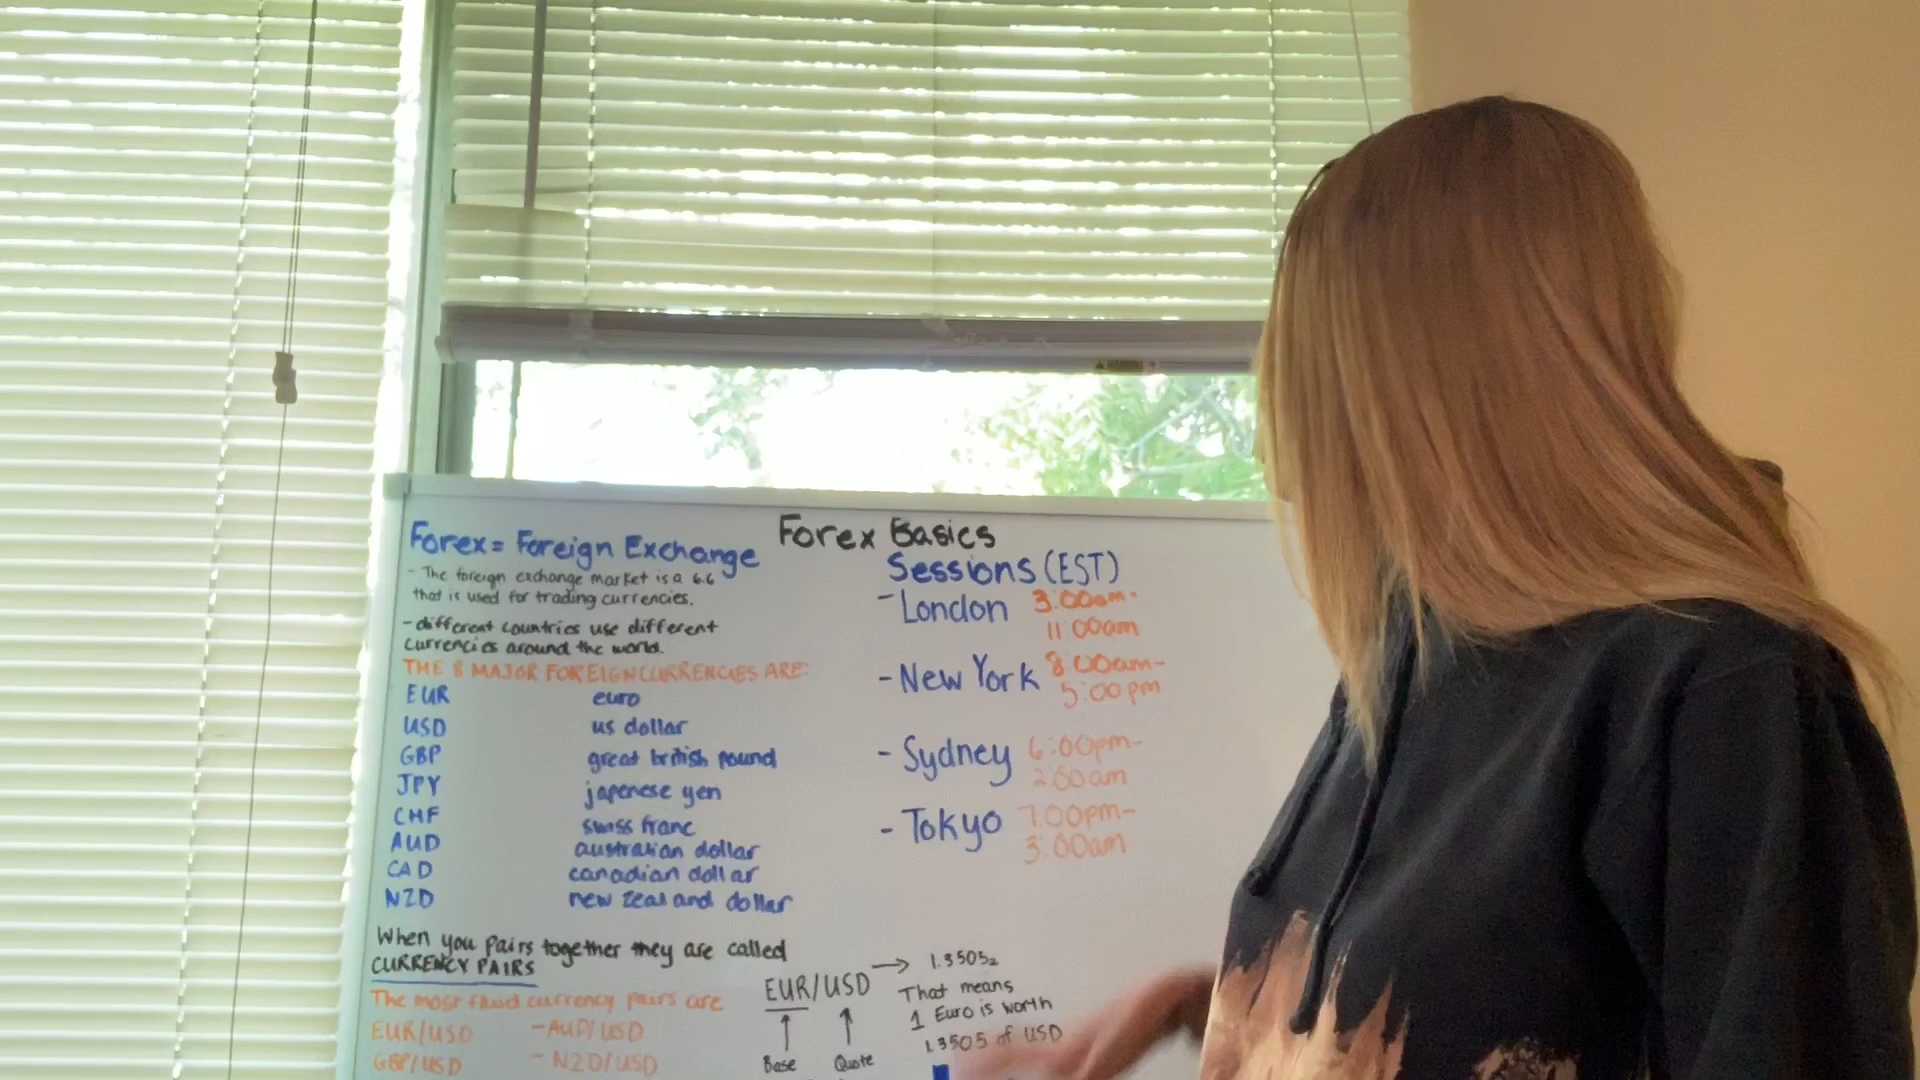 Forex Basics
Forex = Foreign Exchange
- The foreign exchange market is a 6.6
that is used for trading currencies.
- different countries use different
currencies around the world.
THE 8 MAJOR FOREIGN CURRENCIES ARE:
EUR euro
USD us dollar
GBP great british pound
JPY japenese yen
CHF swiss franc
AUD australian dollar
CAD canadian dollar
NZD new zealand dollar
When you pairs together they are called
CURRENCY PAIRS
The most fluid currency pairs are
EUR/USD - AUD/USD
GBP/USD - NZD/USD
Sessions (EST)
- London 3:00am-
11:00am
- New York 8:00am-
5:00pm
- Sydney 6:00pm-
2:00am
- Tokyo 7:00pm-
3:00am
EUR/USD → 1.35052
↑ ↑
Base Quote
That means
1 Euro is worth
1.3505 of USD